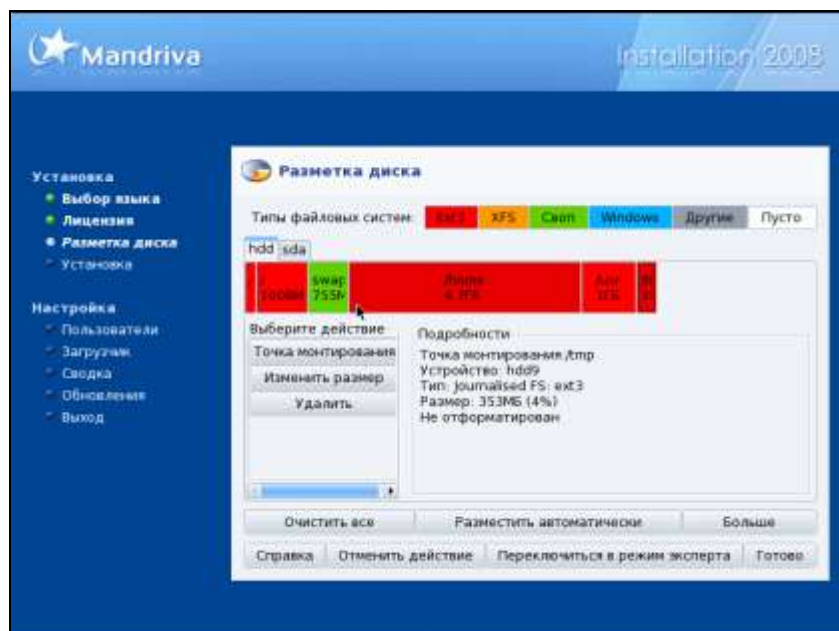 Mandriva
Installation 2008
Установка
Выбор языка
Лицензия
Разметка диска
Установка
Настройка
Пользователи
Загрузчик
Сводка
Обновления
Выход
Разметка диска
Типы файловых систем: Ext3 XFS Своп Windows Другие Пусто
hdd sda
swap /home
755М
Выберите действие
Точка монтирования
Изменить размер
Удалить
Подробности
Точка монтирования /tmp
Устройство: hdd9
Тип: Journalised FS: ext3
Размер: 353МБ (4%)
Не отформатирован
Очистить все Разместить автоматически Больше
Справка Отменить действие Переключиться в режим эксперта Готово